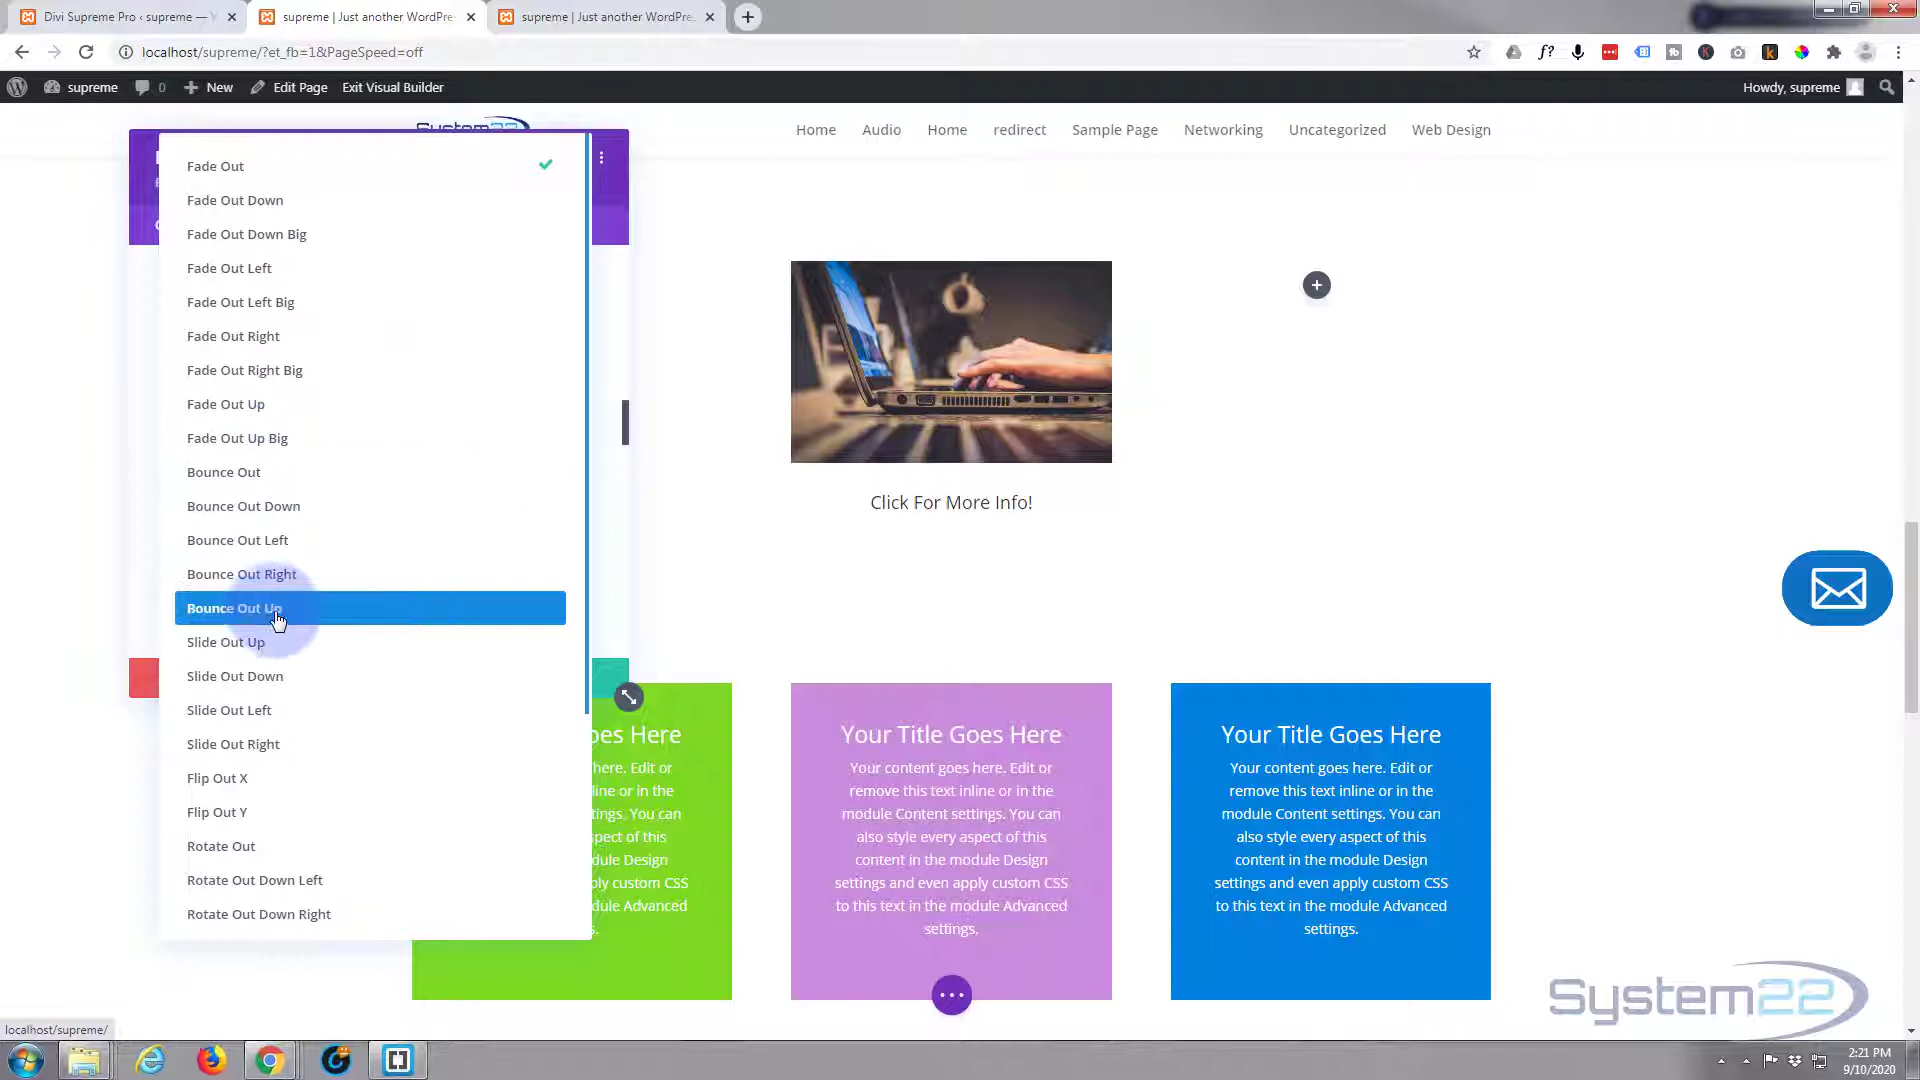 Divi Supreme Pro ‹ supreme —
supreme | Just another WordPre
supreme | Just another WordPre
localhost/supreme/?et_fb=1&PageSpeed=off
supreme
0
New
Edit Page
Exit Visual Builder
Howdy, supreme
System22
Home
Audio
Home
redirect
Sample Page
Networking
Uncategorized
Web Design
Fade Out
Fade Out Down
Fade Out Down Big
Fade Out Left
Fade Out Left Big
Fade Out Right
Fade Out Right Big
Fade Out Up
Fade Out Up Big
Bounce Out
Bounce Out Down
Bounce Out Left
Bounce Out Right
Bounce Out Up
Slide Out Up
Slide Out Down
Slide Out Left
Slide Out Right
Flip Out X
Flip Out Y
Rotate Out
Rotate Out Down Left
Rotate Out Down Right
Click For More Info!
oes Here
here. Edit or
nline or in the
tings. You can
spect of this
dule Design
ply custom CSS
dule Advanced
s.
Your Title Goes Here
Your content goes here. Edit or
remove this text inline or in the
module Content settings. You can
also style every aspect of this
content in the module Design
settings and even apply custom CSS
to this text in the module Advanced
settings.
Your Title Goes Here
Your content goes here. Edit or
remove this text inline or in the
module Content settings. You can
also style every aspect of this
content in the module Design
settings and even apply custom CSS
to this text in the module Advanced
settings.
System22
localhost/supreme/
2:21 PM
9/10/2020